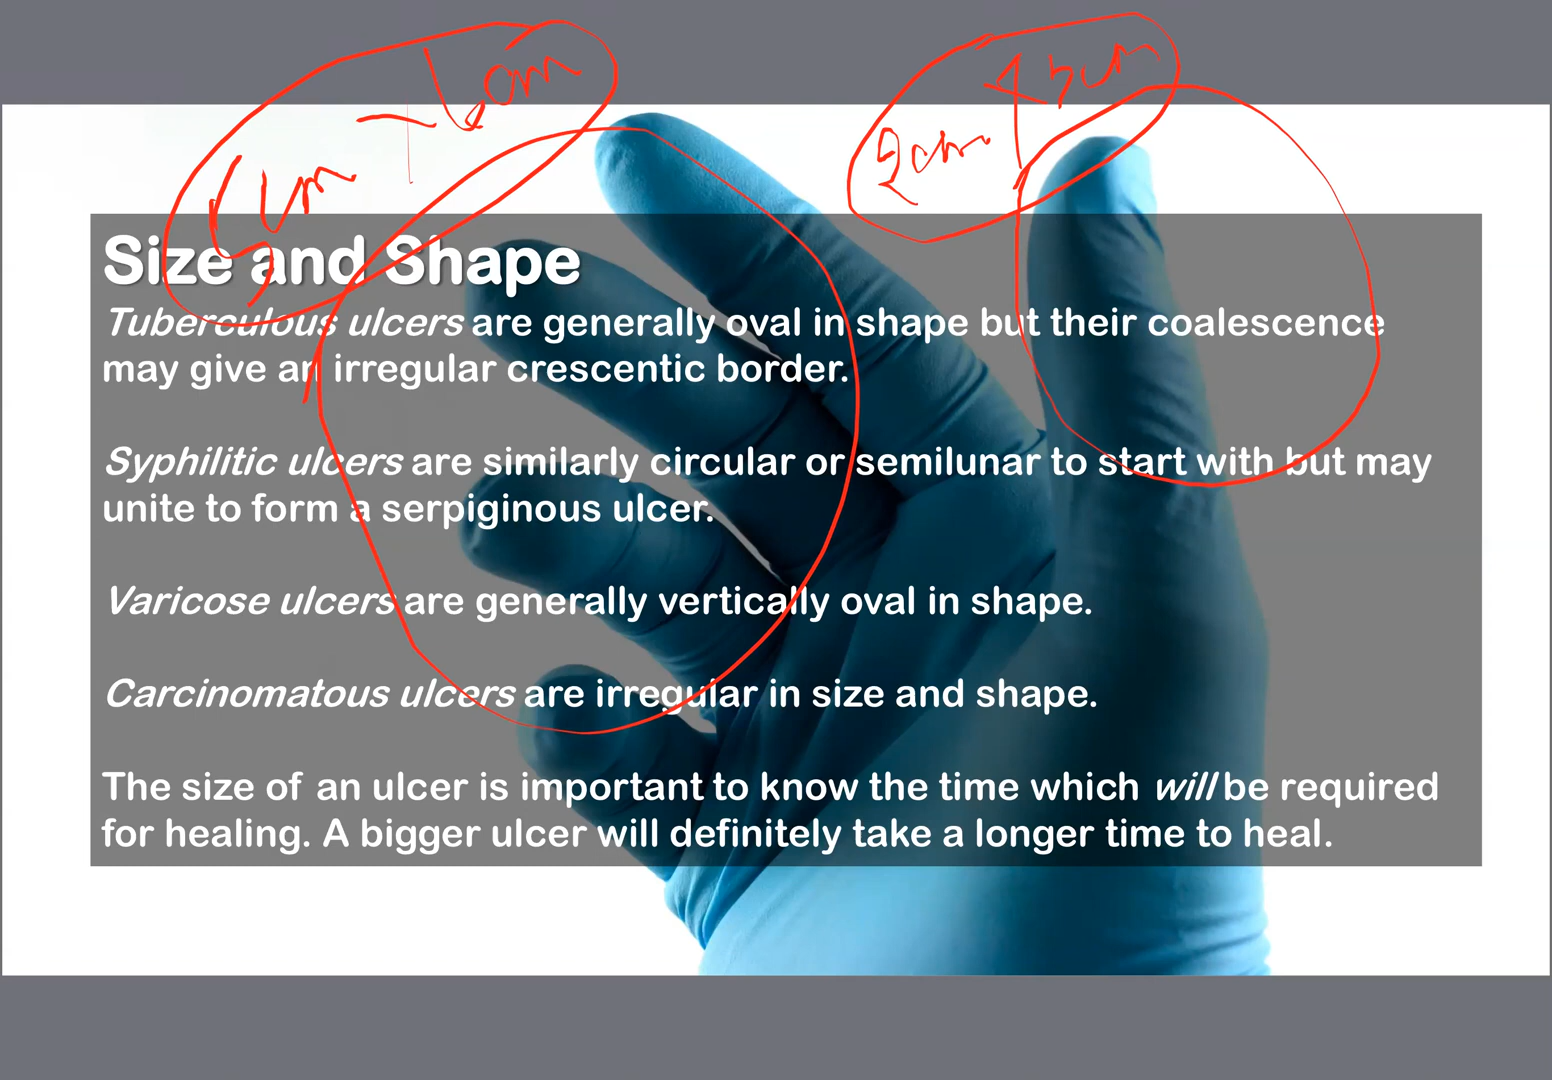 5cm × 6cm
2cm × 3cm
Size and Shape
Tuberculous ulcers are generally oval in shape but their coalescence
may give an irregular crescentic border.
Syphilitic ulcers are similarly circular or semilunar to start with but may
unite to form a serpiginous ulcer.
Varicose ulcers are generally vertically oval in shape.
Carcinomatous ulcers are irregular in size and shape.
The size of an ulcer is important to know the time which will be required
for healing. A bigger ulcer will definitely take a longer time to heal.